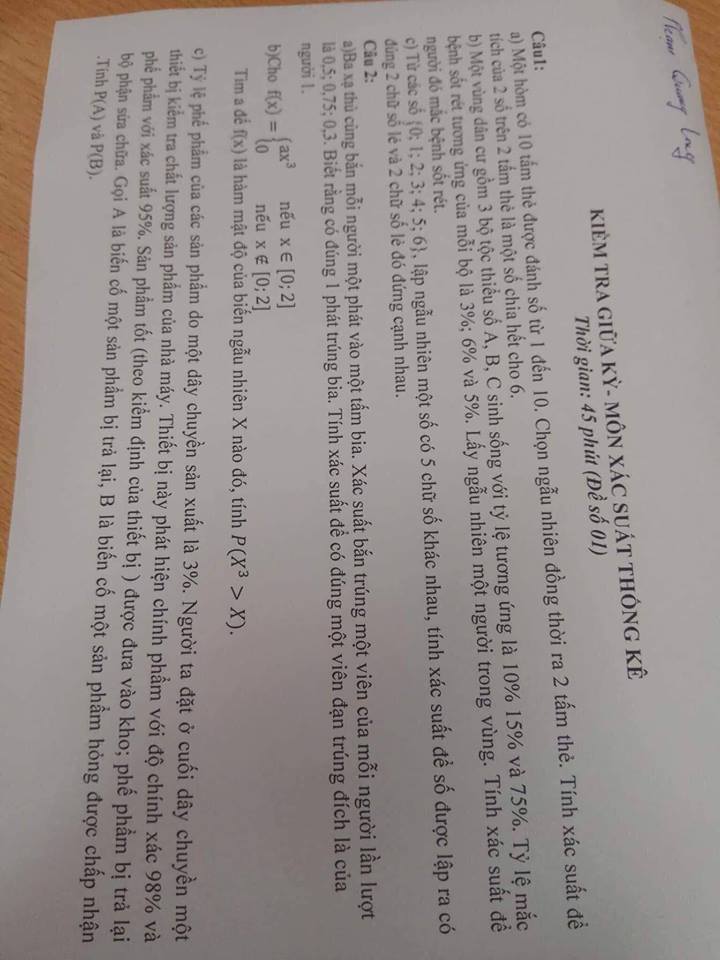 Phạm Quang Long
KIỂM TRA GIỮA KỲ - MÔN XÁC SUẤT THỐNG KÊ
Thời gian: 45 phút (Đề số 01)
Câu1:
a) Một hòm có 10 tấm thẻ được đánh số từ 1 đến 10. Chọn ngẫu nhiên đồng thời ra 2 tấm thẻ. Tính xác suất để
tích của 2 số trên 2 tấm thẻ là một số chia hết cho 6.
b) Một vùng dân cư gồm 3 bộ tộc thiểu số A, B, C sinh sống với tỷ lệ tương ứng là 10% 15% và 75%. Tỷ lệ mắc
bệnh sốt rét tương ứng của mỗi bộ là 3%; 6% và 5%. Lấy ngẫu nhiên một người trong vùng. Tính xác suất để
người đó mắc bệnh sốt rét.
c) Từ các số {0; 1; 2; 3; 4; 5; 6}, lập ngẫu nhiên một số có 5 chữ số khác nhau, tính xác suất để số được lập ra có
đúng 2 chữ số lẻ và 2 chữ số lẻ đó đứng cạnh nhau.
Câu 2:
a)Ba xạ thủ cùng bắn mỗi người một phát vào một tấm bia. Xác suất bắn trúng một viên của mỗi người lần lượt
là 0,5; 0,75; 0,3. Biết rằng có đúng 1 phát trúng bia. Tính xác suất để có đúng một viên đạn trúng đích là của
người 1.
b)Cho f(x) = {ax³ nếu x ∈ [0; 2]
{0 nếu x ∉ [0; 2]
Tìm a để f(x) là hàm mật độ của biến ngẫu nhiên X nào đó, tính P(X³ > X).
c) Tỷ lệ phế phẩm của các sản phẩm do một dây chuyền sản xuất là 3%. Người ta đặt ở cuối dây chuyền một
thiết bị kiểm tra chất lượng sản phẩm của nhà máy. Thiết bị này phát hiện chính phẩm với độ chính xác 98% và
phế phẩm với xác suất 95%. Sản phẩm tốt (theo kiểm định của thiết bị ) được đưa vào kho; phế phẩm bị trả lại
bộ phận sửa chữa. Gọi A là biến cố một sản phẩm bị trả lại, B là biến cố một sản phẩm hỏng được chấp nhận
.Tính P(A) và P(B).